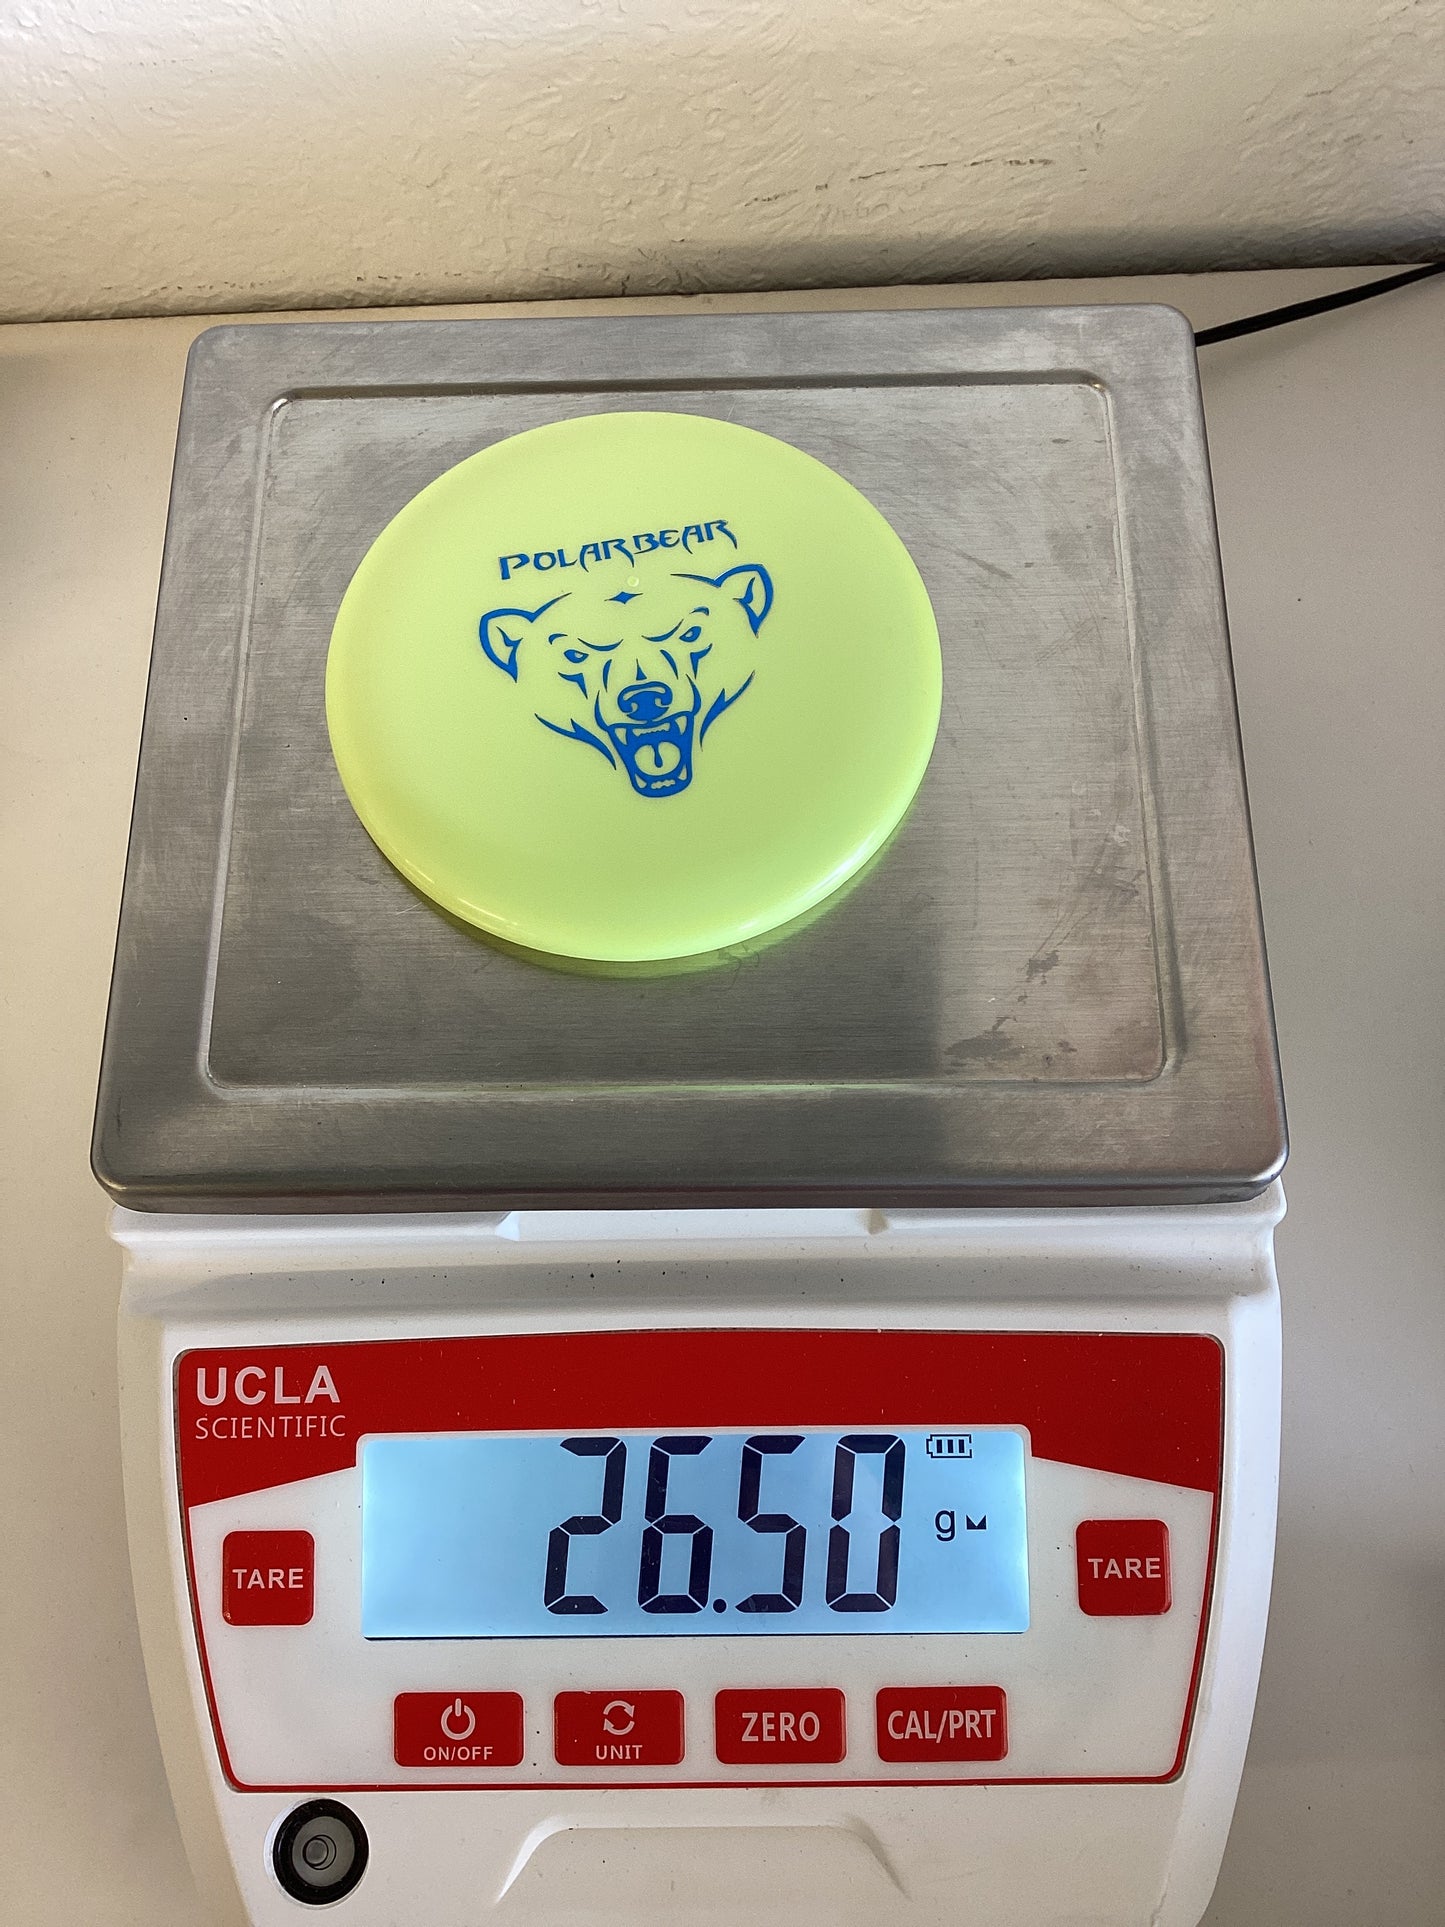 POLARBEAR
UCLA
SCIENTIFIC
26.50 g
TARE
TARE
ON/OFF
UNIT
ZERO
CAL/PRT